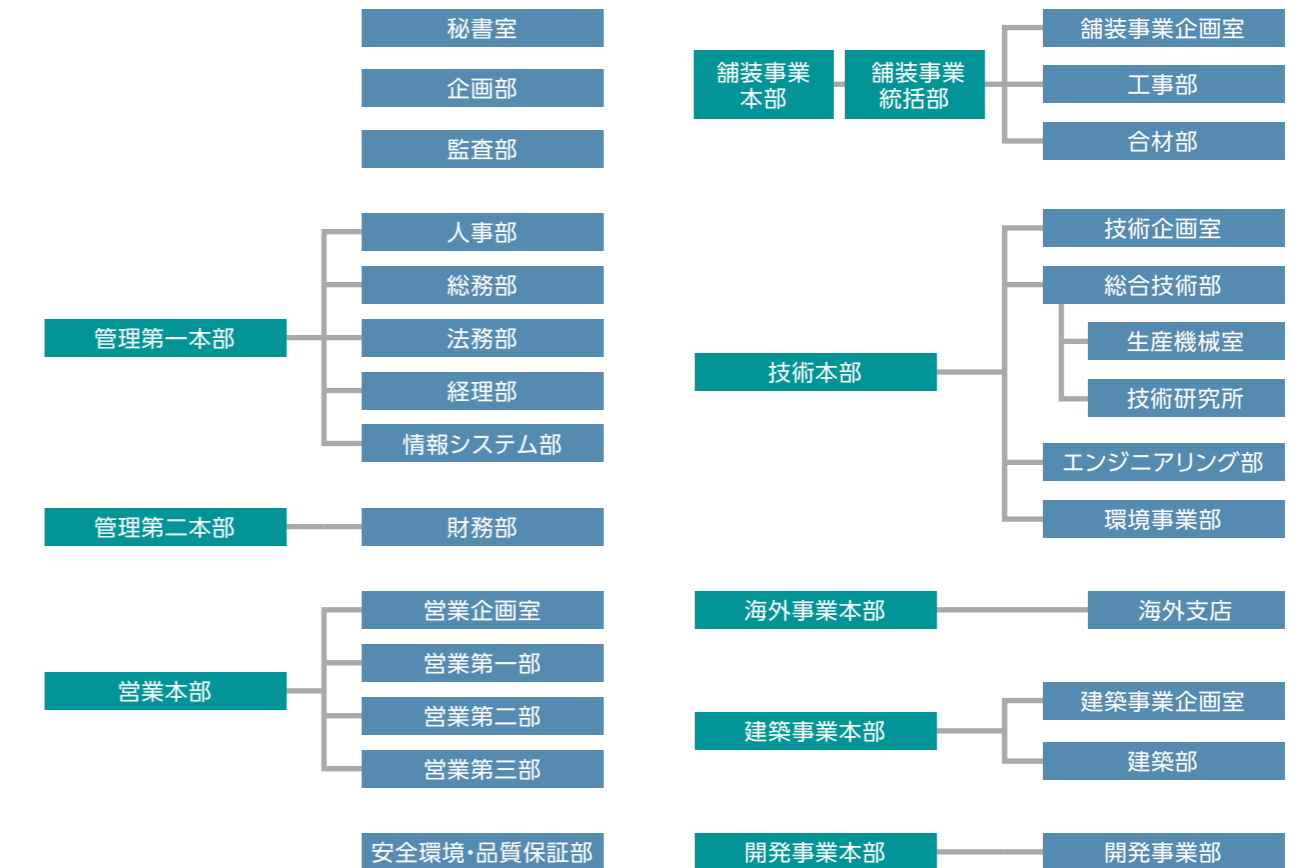 秘書室
企画部
監査部
管理第一本部
人事部
総務部
法務部
経理部
情報システム部
管理第二本部
財務部
営業本部
営業企画室
営業第一部
営業第二部
営業第三部
安全環境・品質保証部
舗装事業
本部
舗装事業
統括部
舗装事業企画室
工事部
合材部
技術本部
技術企画室
総合技術部
生産機械室
技術研究所
エンジニアリング部
環境事業部
海外事業本部
海外支店
建築事業本部
建築事業企画室
建築部
開発事業本部
開発事業部